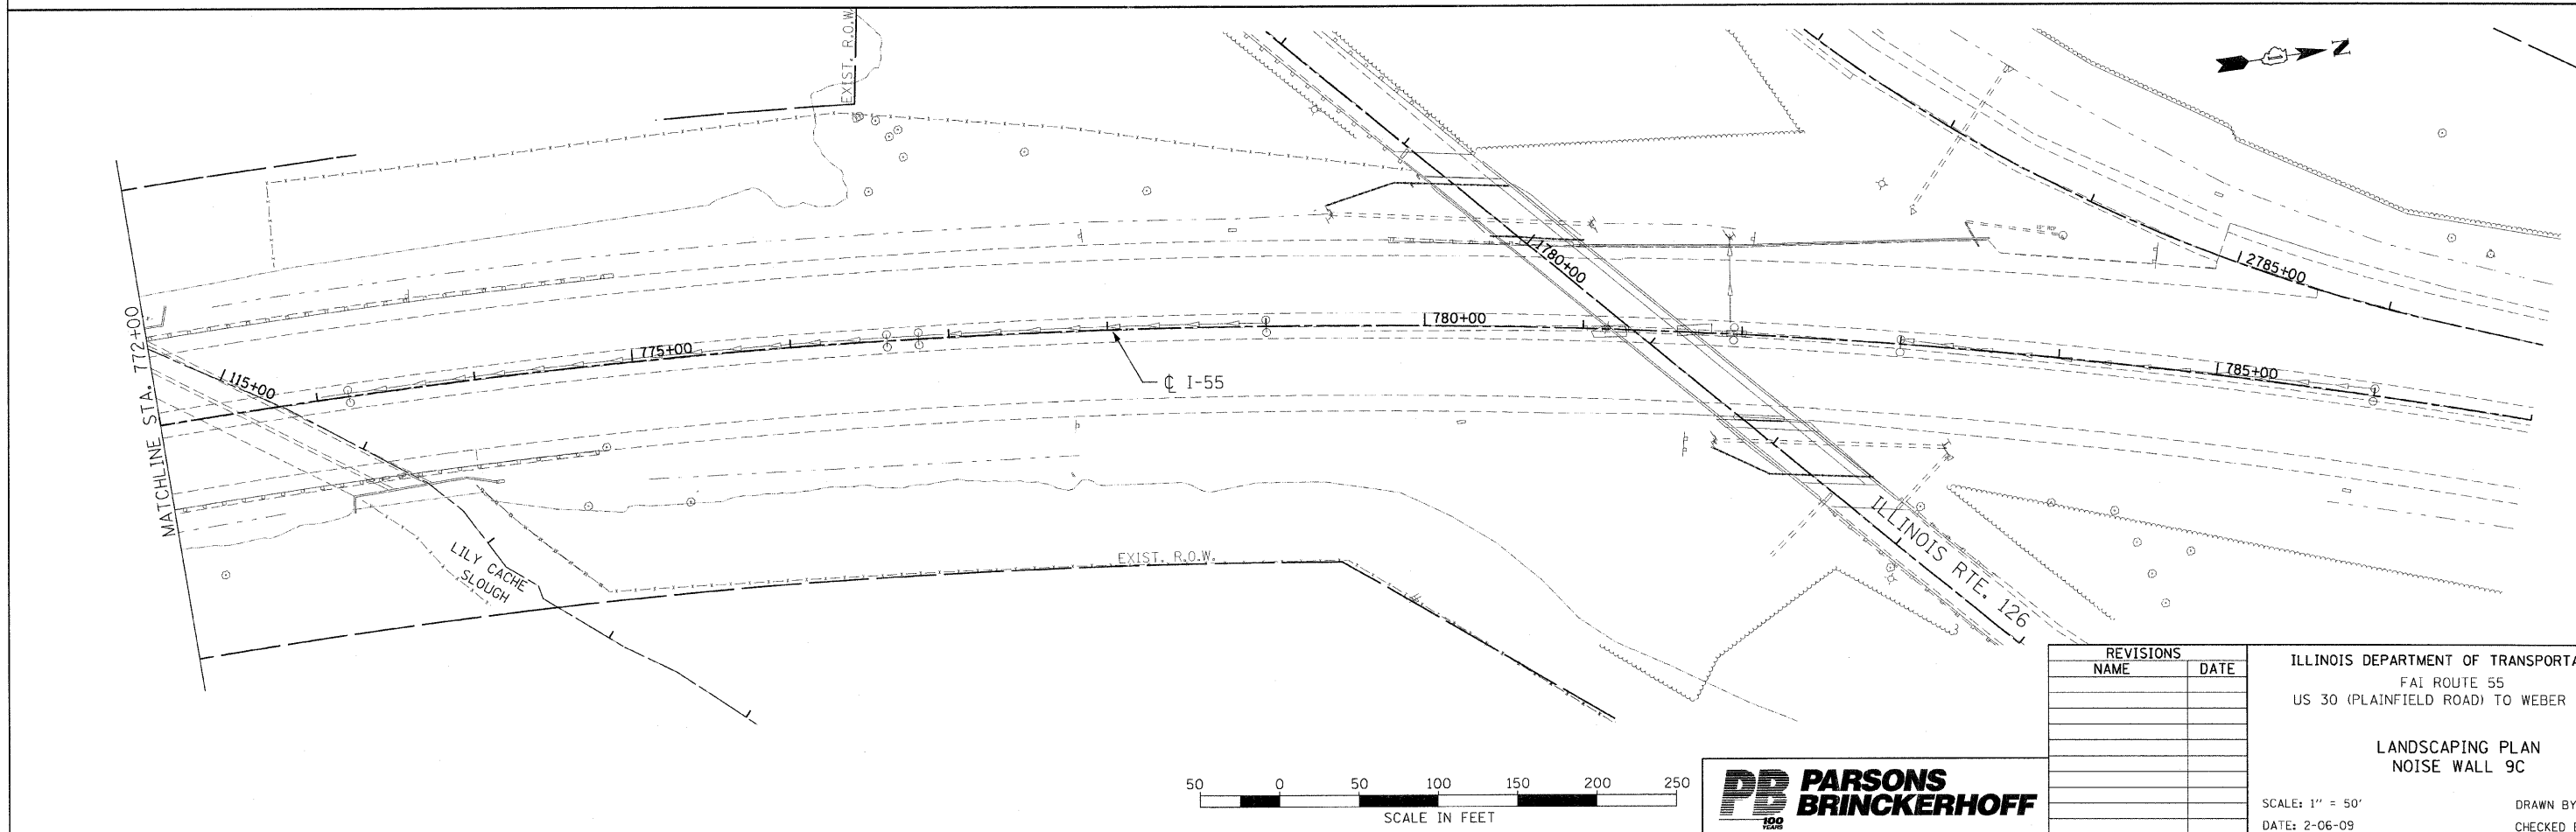 EXIST. R.O.W.
N
MATCHLINE STA. 772+00
115+00
775+00
780+00
785+00
1780+00
2785+00
℄ I-55
LILY CACHE
SLOUGH
EXIST. R.O.W.
ILLINOIS RTE. 126
50 0 50 100 150 200 250
SCALE IN FEET
PB PARSONS
BRINCKERHOFF
100
YEARS
REVISIONS
NAME DATE
ILLINOIS DEPARTMENT OF TRANSPORTA
FAI ROUTE 55
US 30 (PLAINFIELD ROAD) TO WEBER
LANDSCAPING PLAN
NOISE WALL 9C
SCALE: 1" = 50'
DRAWN BY
DATE: 2-06-09
CHECKED